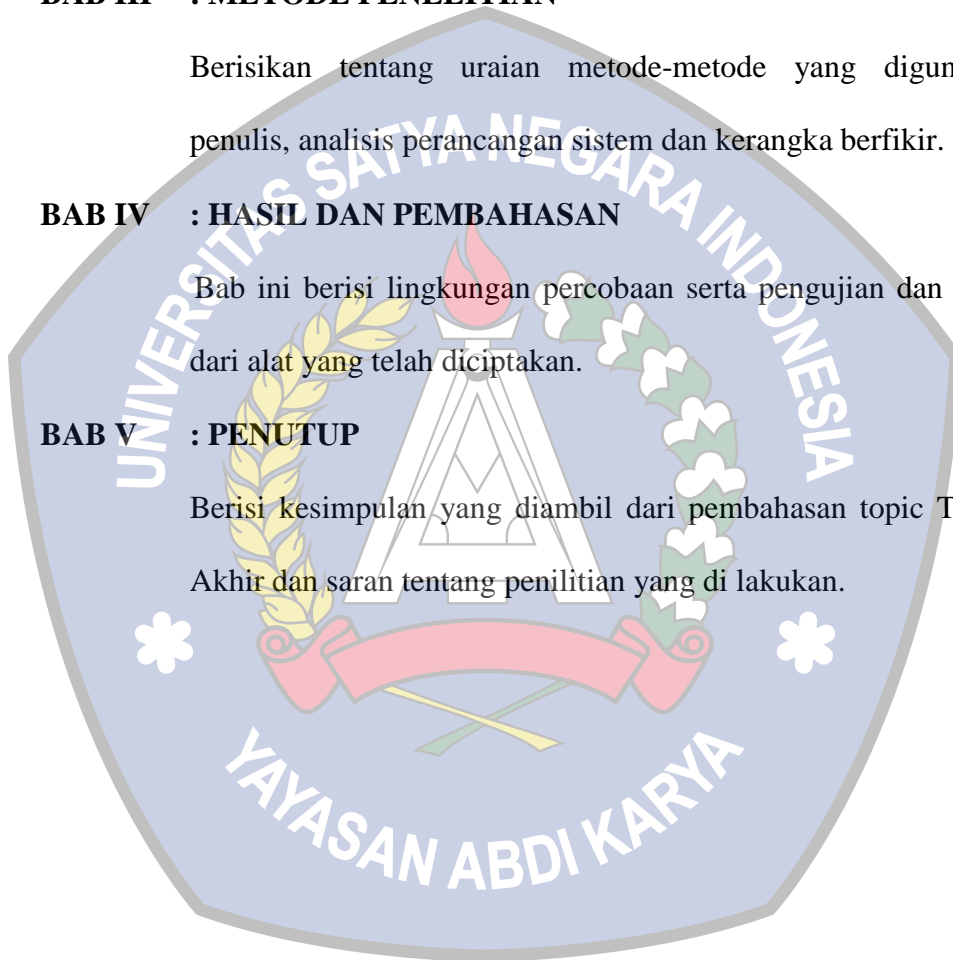 BAB III : METODE PENELITIAN
Berisikan tentang uraian metode-metode yang
penulis, analisis perancangan sistem dan kerangka berfikir.
BAB IV : HASIL DAN PEMBAHASAN
Bab ini berisi lingkungan percobaan serta pengujian dan
dari alat yang telah diciptakan.
BAB V : PENUTUP
Berisi kesimpulan yang diambil dari pembahasan topic
Akhir dan saran tentang penilitian yang di lakukan.
UNIVERSITAS SATYA NEGARA INDONESIA
YAYASAN ABDI KARYA